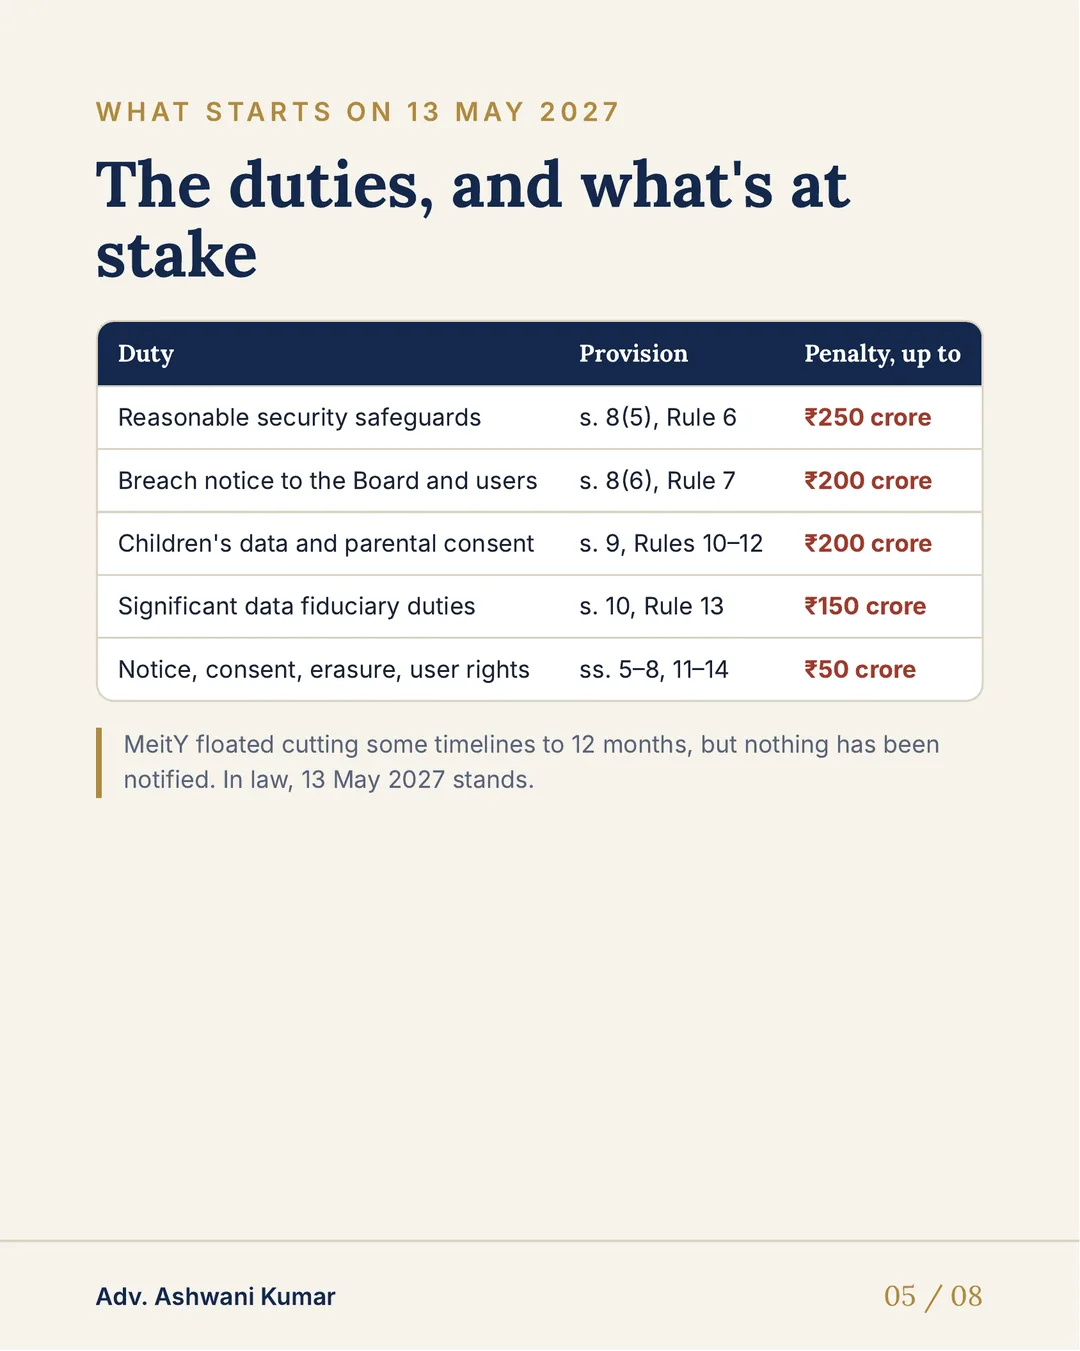 WHAT STARTS ON 13 MAY 2027
The duties, and what's at
stake
Duty Provision Penalty, up to
Reasonable security safeguards s. 8(5), Rule 6 ₹250 crore
Breach notice to the Board and users s. 8(6), Rule 7 ₹200 crore
Children's data and parental consent s. 9, Rules 10–12 ₹200 crore
Significant data fiduciary duties s. 10, Rule 13 ₹150 crore
Notice, consent, erasure, user rights ss. 5–8, 11–14 ₹50 crore
MeitY floated cutting some timelines to 12 months, but nothing has been
notified. In law, 13 May 2027 stands.
Adv. Ashwani Kumar 05 / 08